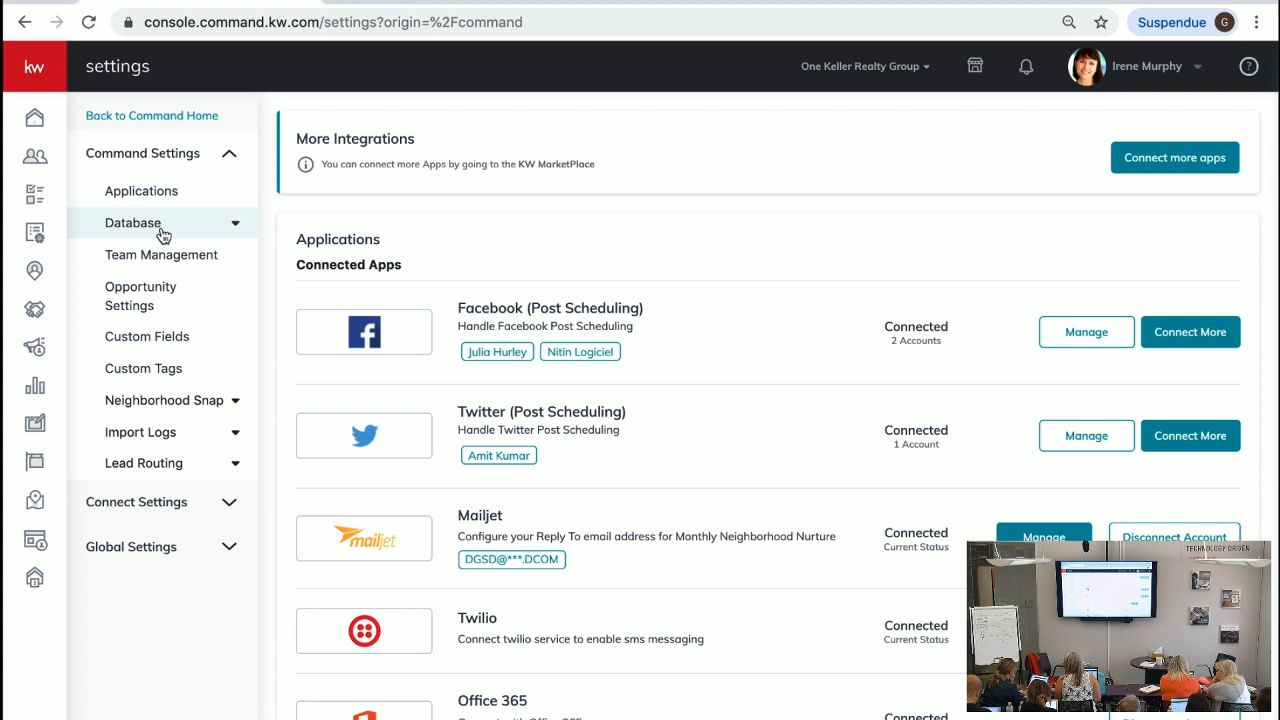 console.command.kw.com/settings?origin=%2Fcommand
Suspendue G
kw
settings
One Keller Realty Group
Irene Murphy
?
Back to Command Home
Command Settings
Applications
Database
Team Management
Opportunity
Settings
Custom Fields
Custom Tags
Neighborhood Snap
Import Logs
Lead Routing
Connect Settings
Global Settings
More Integrations
You can connect more Apps by going to the KW MarketPlace
Connect more apps
Applications
Connected Apps
Facebook (Post Scheduling)
Handle Facebook Post Scheduling
Julia Hurley Nitin Logiciel
Connected
2 Accounts
Manage Connect More
Twitter (Post Scheduling)
Handle Twitter Post Scheduling
Amit Kumar
Connected
1 Account
Manage Connect More
mailjet
Mailjet
Configure your Reply To email address for Monthly Neighborhood Nurture
DGSD@***.DCOM
Connected
Current Status
Manage Disconnect Account
Twilio
Connect twilio service to enable sms messaging
Connected
Current Status
Office 365
Connect with Office 365
Connected
TECHNOLOGY DRIVEN